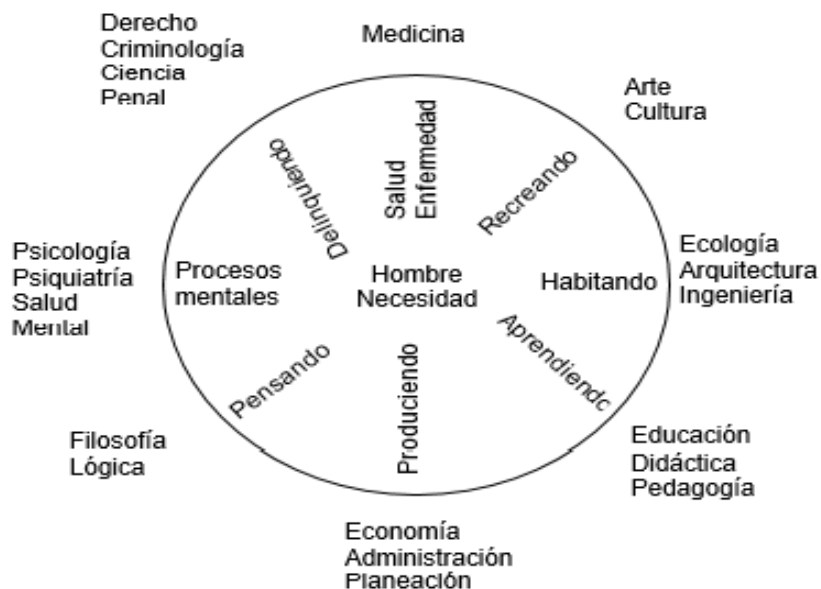 Derecho
Criminología
Ciencia
Penal
Medicina
Arte
Cultura
Delinquiendo
Salud
Enfermedad
Recreando
Psicología
Psiquiatría
Salud
Mental
Procesos
mentales
Hombre
Necesidad
Habitando
Ecología
Arquitectura
Ingeniería
Pensando
Produciendo
Aprendiendo
Filosofía
Lógica
Educación
Didáctica
Pedagogía
Economía
Administración
Planeación